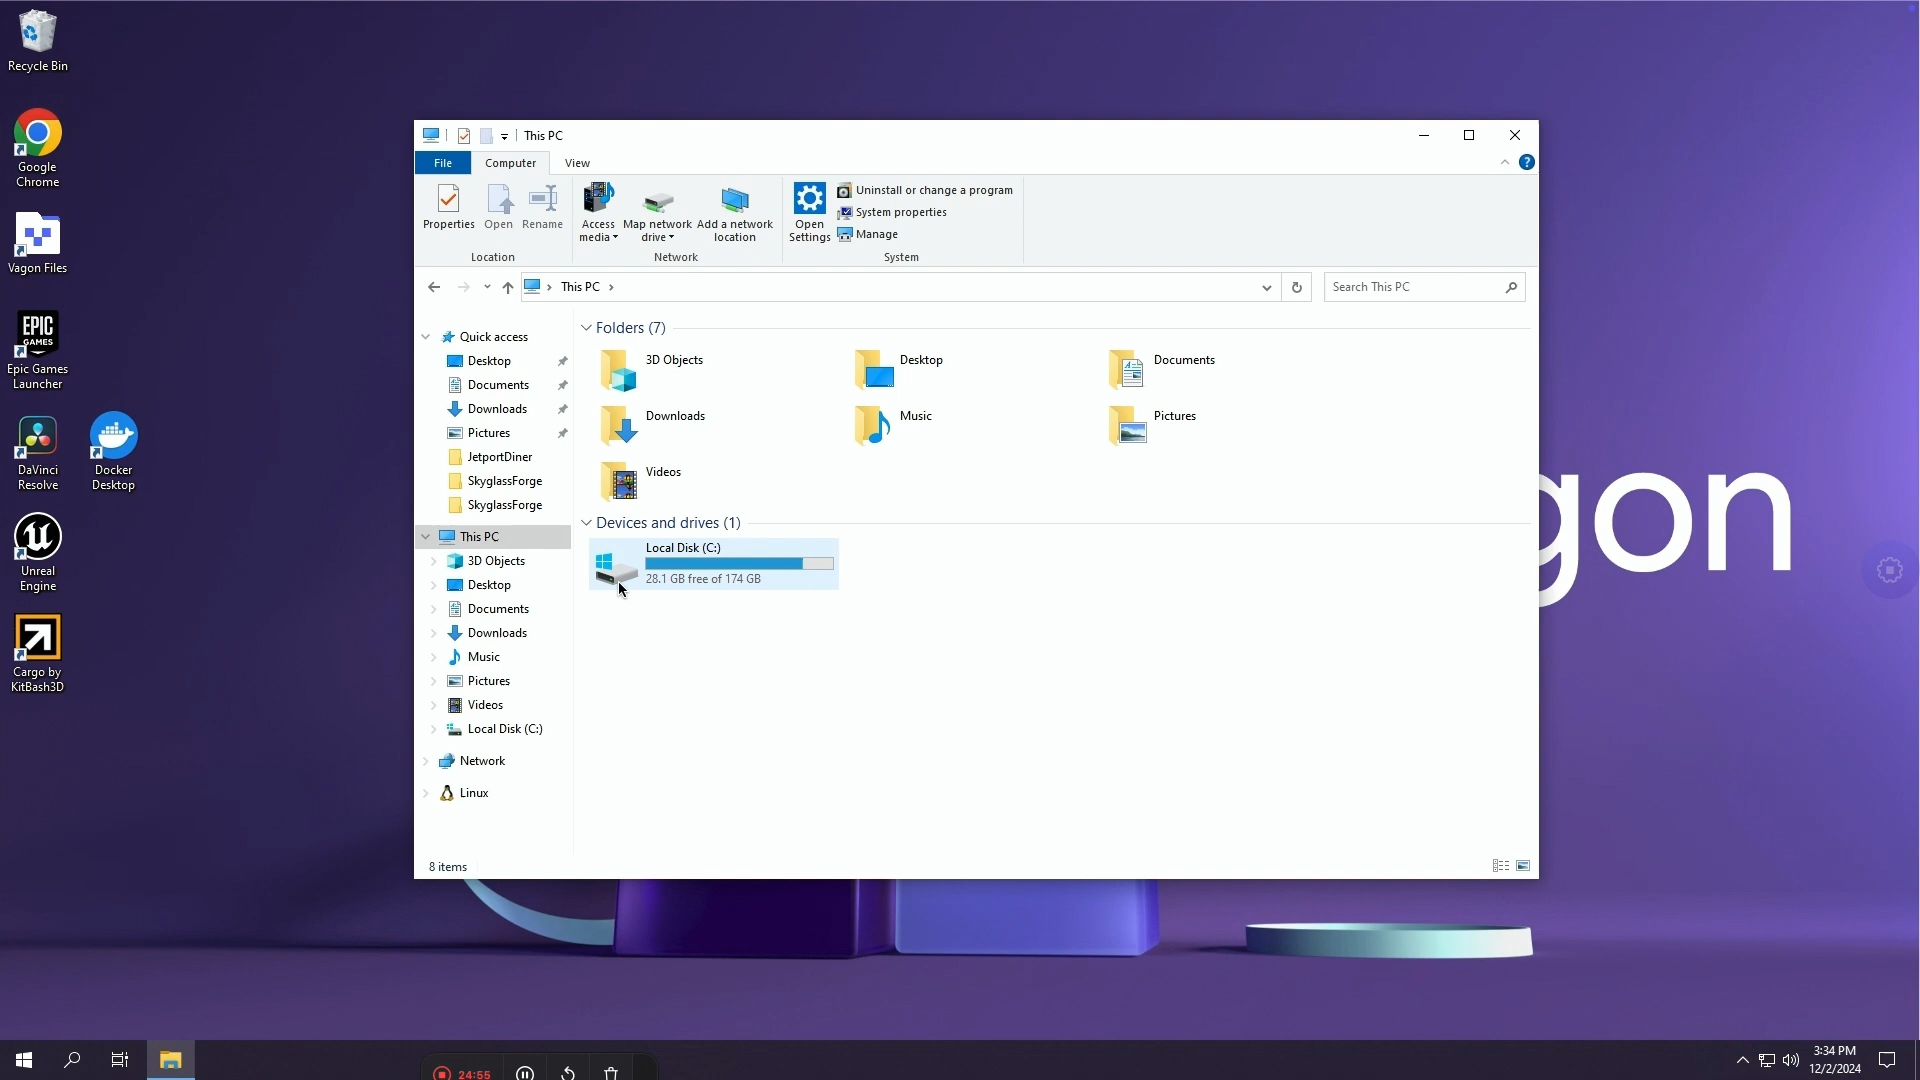 Recycle Bin
Google
Chrome
Vagon Files
EPIC
GAMES
Epic Games
Launcher
DaVinci
Resolve
Docker
Desktop
Unreal
Engine
Cargo by
KitBash3D
This PC
File
Computer
View
Properties
Open
Rename
Access
media
Map network
drive
Add a network
location
Open
Settings
Uninstall or change a program
System properties
Manage
Location
Network
System
This PC
Search This PC
Quick access
Desktop
Documents
Downloads
Pictures
JetportDiner
SkyglassForge
SkyglassForge
This PC
3D Objects
Desktop
Documents
Downloads
Music
Pictures
Videos
Local Disk (C:)
Network
Linux
Folders (7)
3D Objects
Desktop
Documents
Downloads
Music
Pictures
Videos
Devices and drives (1)
Local Disk (C:)
28.1 GB free of 174 GB
8 items
gon
24:55
3:34 PM
12/2/2024